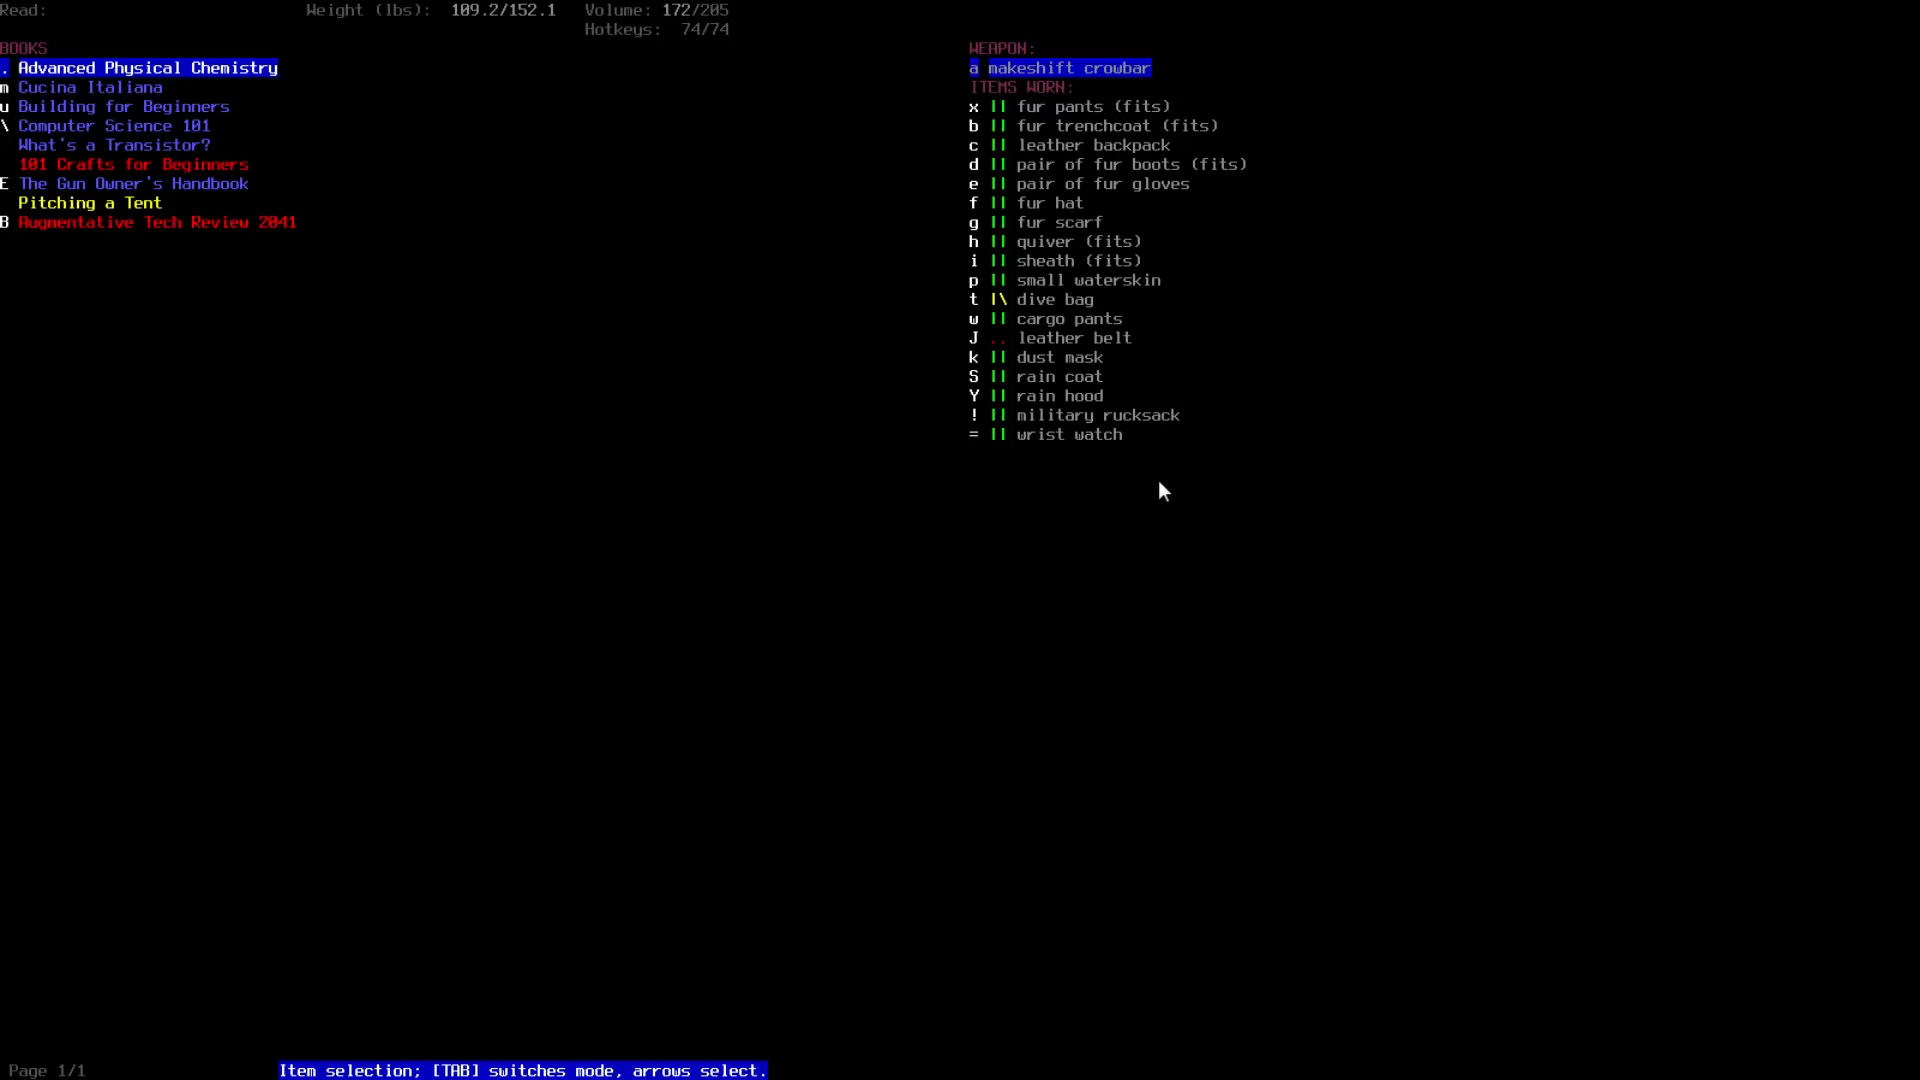 Read: Weight (lbs): 109.2/152.1 Volume: 172/205
Hotkeys: 74/74
BOOKS
. Advanced Physical Chemistry
m Cucina Italiana
u Building for Beginners
\ Computer Science 101
What's a Transistor?
101 Crafts for Beginners
E The Gun Owner's Handbook
Pitching a Tent
B Augmentative Tech Review 2041
WEAPON:
a makeshift crowbar
ITEMS WORN:
x || fur pants (fits)
b || fur trenchcoat (fits)
c || leather backpack
d || pair of fur boots (fits)
e || pair of fur gloves
f || fur hat
g || fur scarf
h || quiver (fits)
i || sheath (fits)
p || small waterskin
t |\ dive bag
w || cargo pants
J .. leather belt
k || dust mask
S || rain coat
Y || rain hood
! || military rucksack
= || wrist watch
Page 1/1 Item selection; [TAB] switches mode, arrows select.